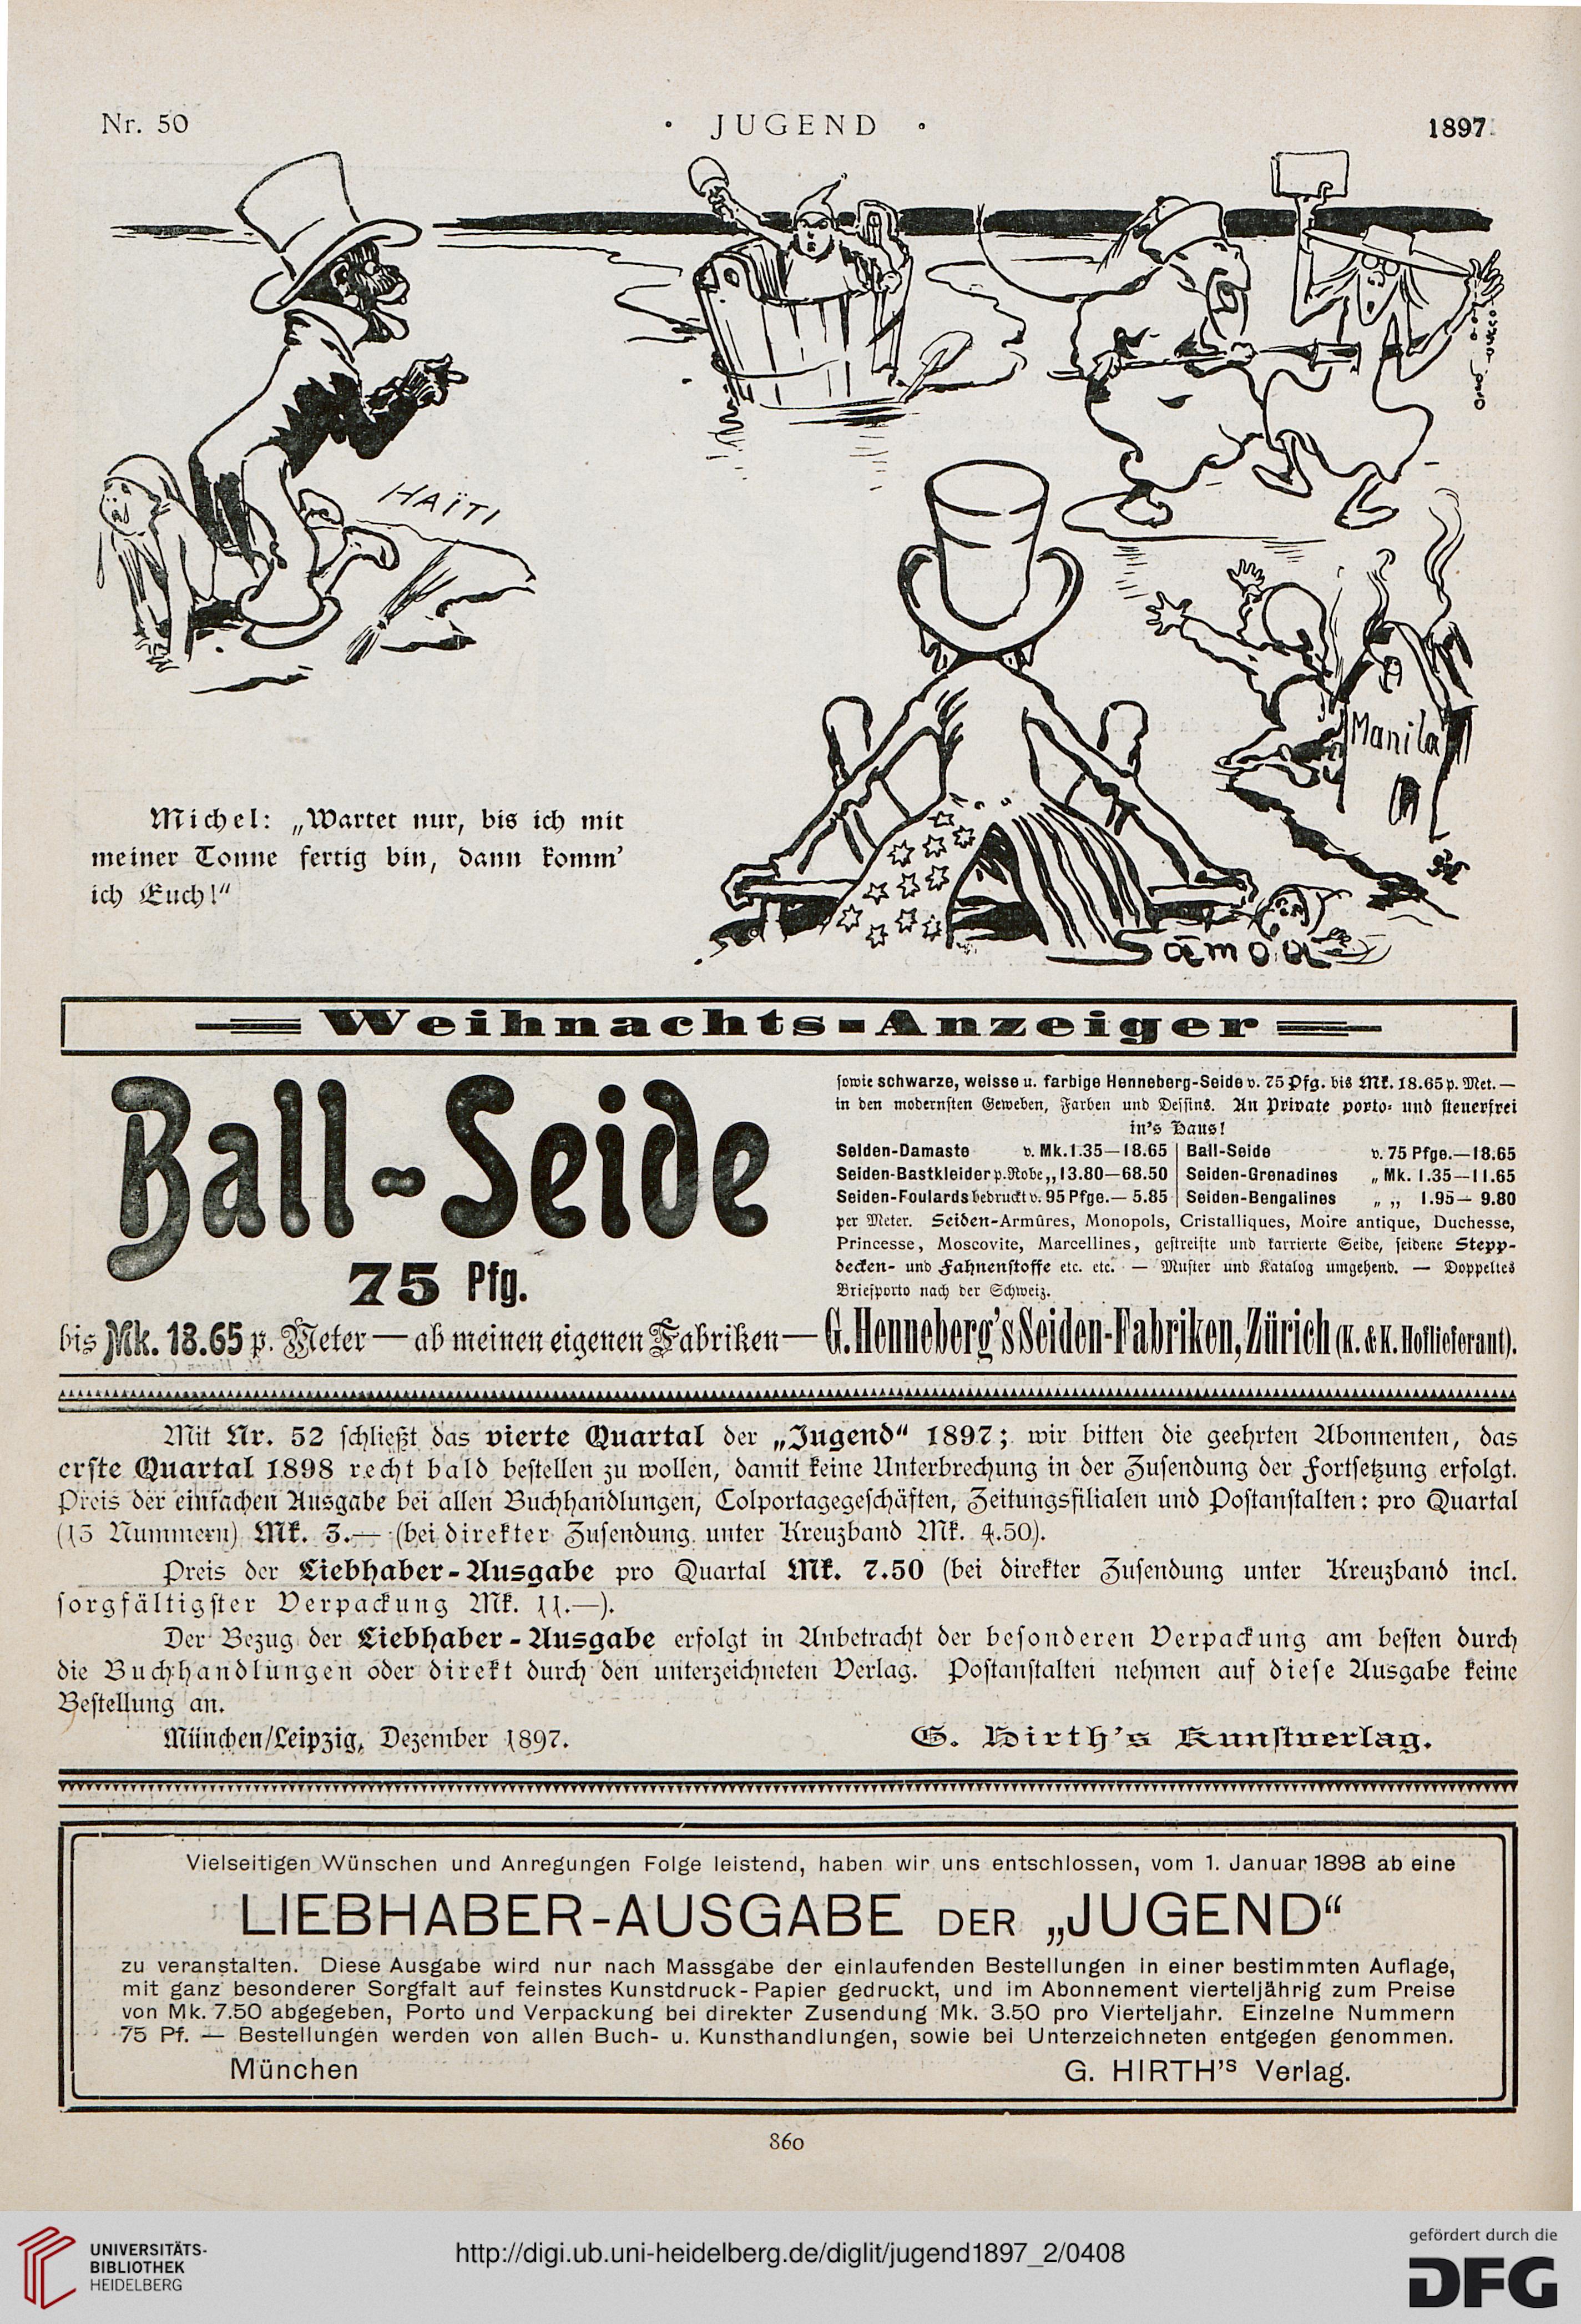 Nr. 50 · JUGEND · 1897
HAÏTI
Manila
Samoa
Michel: „Wartet nur, bis ich mit
meiner Tonne fertig bin, dann komm'
ich Euch!“
Weihnachts-Anzeiger
Ball-Seide
75 Pfg.
sowie schwarze, weisse u. farbige Henneberg-Seide v. 75 Pfg. bis Mk. 18.65 p. Met. —
in den modernsten Geweben, Farben und Dessins. An Private porto- und steuerfrei
in's Haus!
Seiden-Damaste v. Mk. 1.35—18.65 | Ball-Seide v. 75 Pfge.—18.65
Seiden-Bastkleider p. Robe „ 13.80—68.50 | Seiden-Grenadines „ Mk. 1.35—11.65
Seiden-Foulards bedruckt v. 95 Pfge.— 5.85 | Seiden-Bengalines „ „ 1.95— 9.80
per Meter. Seiden-Armûres, Monopols, Cristalliques, Moire antique, Duchesse,
Princesse, Moscovite, Marcellines, gestreifte und karrierte Seide, seidene Stepp-
decken- und Fahnenstoffe etc. etc. — Muster und Katalog umgehend. — Doppeltes
Briefporto nach der Schweiz.
bis Mk. 18.65 p. Meter — ab meinen eigenen Fabriken — G. Henneberg's Seiden-Fabriken, Zürich (K. & K. Hoflieferant).
Mit Nr. 52 schließt das vierte Quartal der „Jugend“ 1897; wir bitten die geehrten Abonnenten, das
erste Quartal 1898 recht bald bestellen zu wollen, damit keine Unterbrechung in der Zusendung der Fortsetzung erfolgt.
Preis der einfachen Ausgabe bei allen Buchhandlungen, Colportagegeschäften, Zeitungsfilialen und Postanstalten: pro Quartal
(13 Nummern) Mk. 3.— (bei direkter Zusendung unter Kreuzband Mk. 4.50).
Preis der Liebhaber-Ausgabe pro Quartal Mk. 7.50 (bei direkter Zusendung unter Kreuzband incl.
sorgfältigster Verpackung Mk. 11.—).
Der Bezug der Liebhaber-Ausgabe erfolgt in Anbetracht der besonderen Verpackung am besten durch
die Buchhandlungen oder direkt durch den unterzeichneten Verlag. Postanstalten nehmen auf diese Ausgabe keine
Bestellung an.
München/Leipzig, Dezember 1897. G. Hirth's Kunstverlag.
Vielseitigen Wünschen und Anregungen Folge leistend, haben wir uns entschlossen, vom 1. Januar 1898 ab eine
LIEBHABER-AUSGABE DER „JUGEND“
zu veranstalten. Diese Ausgabe wird nur nach Massgabe der einlaufenden Bestellungen in einer bestimmten Auflage,
mit ganz besonderer Sorgfalt auf feinstes Kunstdruck-Papier gedruckt, und im Abonnement vierteljährig zum Preise
von Mk. 7.50 abgegeben, Porto und Verpackung bei direkter Zusendung Mk. 3.50 pro Vierteljahr. Einzelne Nummern
75 Pf. — Bestellungen werden von allen Buch- u. Kunsthandlungen, sowie bei Unterzeichneten entgegen genommen.
München G. HIRTH's Verlag.
860
UNIVERSITÄTS-
BIBLIOTHEK
HEIDELBERG
http://digi.ub.uni-heidelberg.de/diglit/jugend1897_2/0408
gefördert durch die
DFG